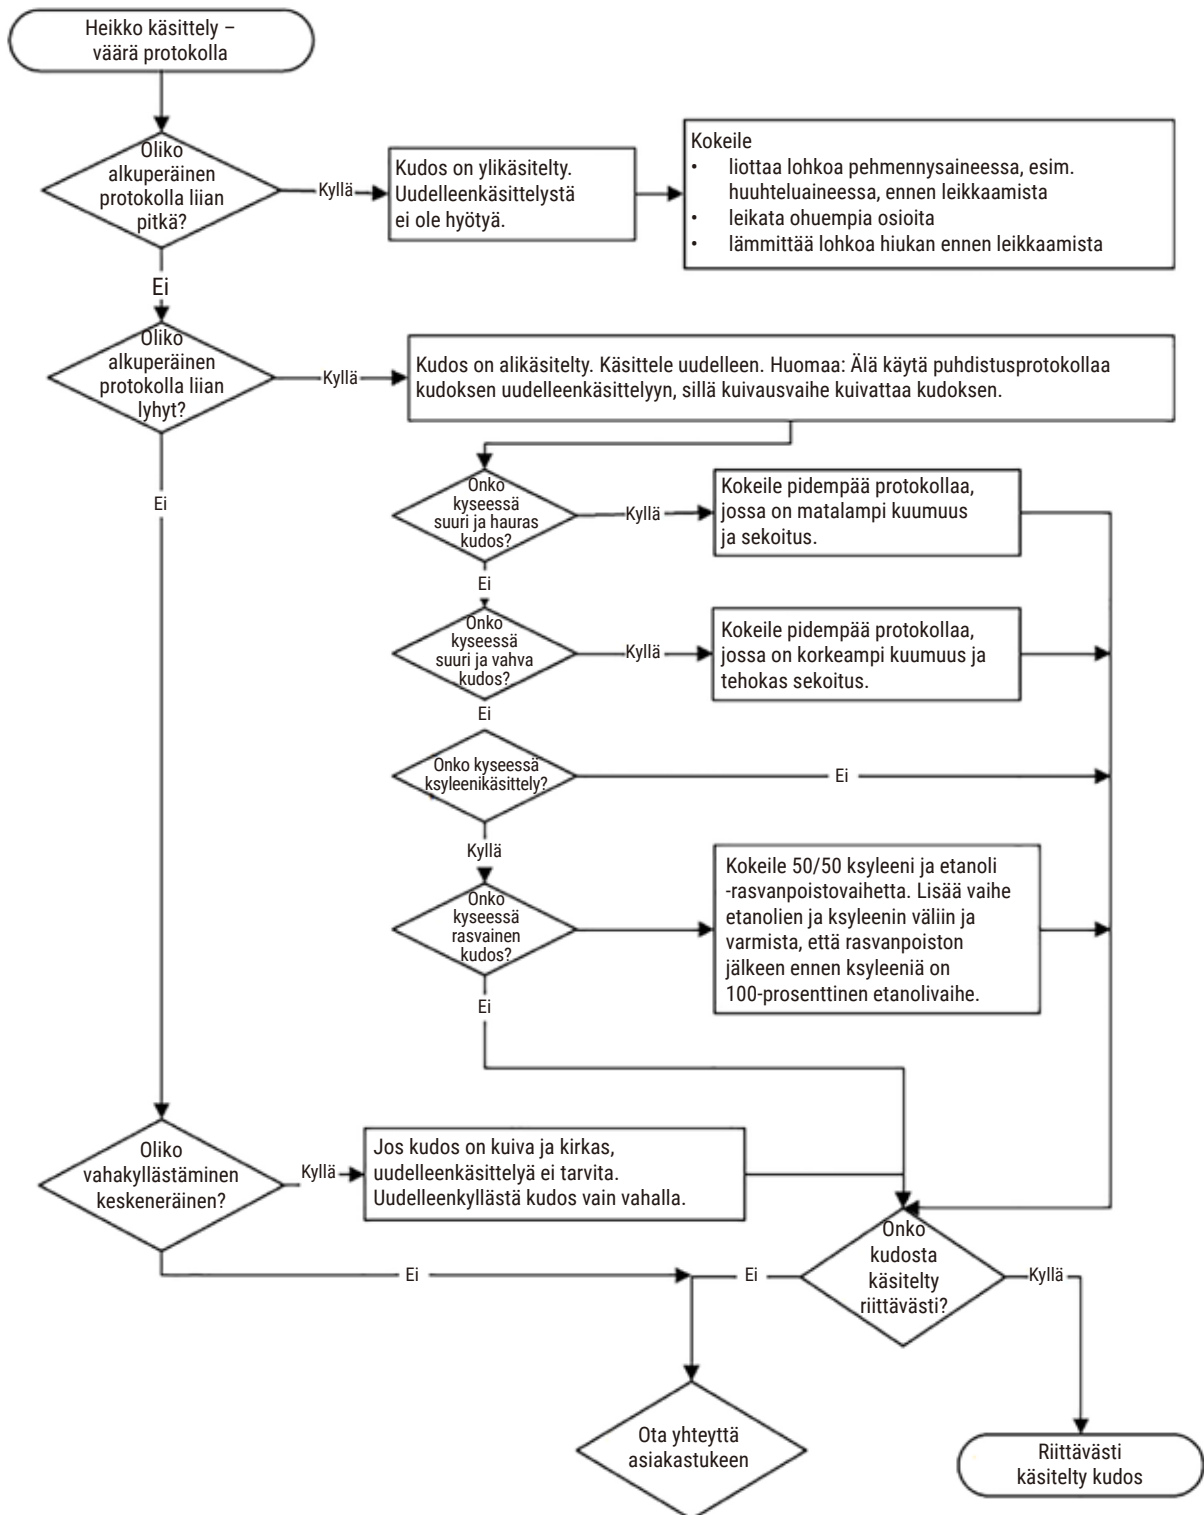 Heikko käsittely –
väärä protokolla
Oliko
alkuperäinen
protokolla liian
pitkä?
Kyllä
Kudos on ylikäsitelty.
Uudelleenkäsittelystä
ei ole hyötyä.
Kokeile
• liottaa lohkoa pehmennysaineessa, esim.
huuhteluaineessa, ennen leikkaamista
• leikata ohuempia osioita
• lämmittää lohkoa hiukan ennen leikkaamista
Ei
Oliko
alkuperäinen
protokolla liian
lyhyt?
Kyllä
Kudos on alikäsitelty. Käsittele uudelleen. Huomaa: Älä käytä puhdistusprotokollaa
kudoksen uudelleenkäsittelyyn, sillä kuivausvaihe kuivattaa kudoksen.
Ei
Onko
kyseessä
suuri ja hauras
kudos?
Kyllä
Kokeile pidempää protokollaa,
jossa on matalampi kuumuus
ja sekoitus.
Ei
Onko
kyseessä
suuri ja vahva
kudos?
Kyllä
Kokeile pidempää protokollaa,
jossa on korkeampi kuumuus ja
tehokas sekoitus.
Ei
Onko kyseessä
ksyleenikäsittely?
Ei
Kyllä
Onko
kyseessä
rasvainen
kudos?
Kokeile 50/50 ksyleeni ja etanoli
-rasvanpoistovaihetta. Lisää vaihe
etanolien ja ksyleenin väliin ja
varmista, että rasvanpoiston
jälkeen ennen ksyleeniä on
100-prosenttinen etanolivaihe.
Ei
Oliko
vahakyllästäminen
keskeneräinen?
Kyllä
Jos kudos on kuiva ja kirkas,
uudelleenkäsittelyä ei tarvita.
Uudelleenkyllästä kudos vain vahalla.
Ei
Onko
kudosta
käsitelty
riittävästi?
Ei
Kyllä
Ota yhteyttä
asiakastukeen
Riittävästi
käsitelty kudos